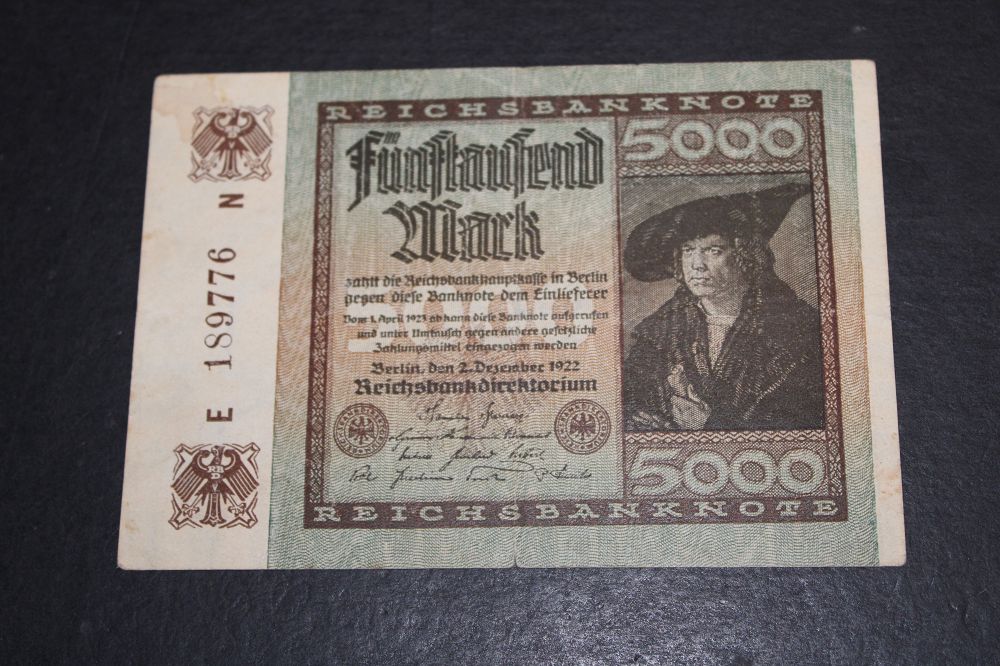 REICHSBANKNOTE
5000
Fünftausend
Mark
zahlt die Reichsbankhauptkasse in Berlin
gegen diese Banknote dem Einlieferer
Vom 1. April 1923 ab kann diese Banknote aufgerufen
und unter Umtausch gegen andere gesetzliche
Zahlungsmittel eingezogen werden
Berlin, den 2. Dezember 1922
Reichsbankdirektorium
5000
REICHSBANKNOTE
E 189776 N
RBD